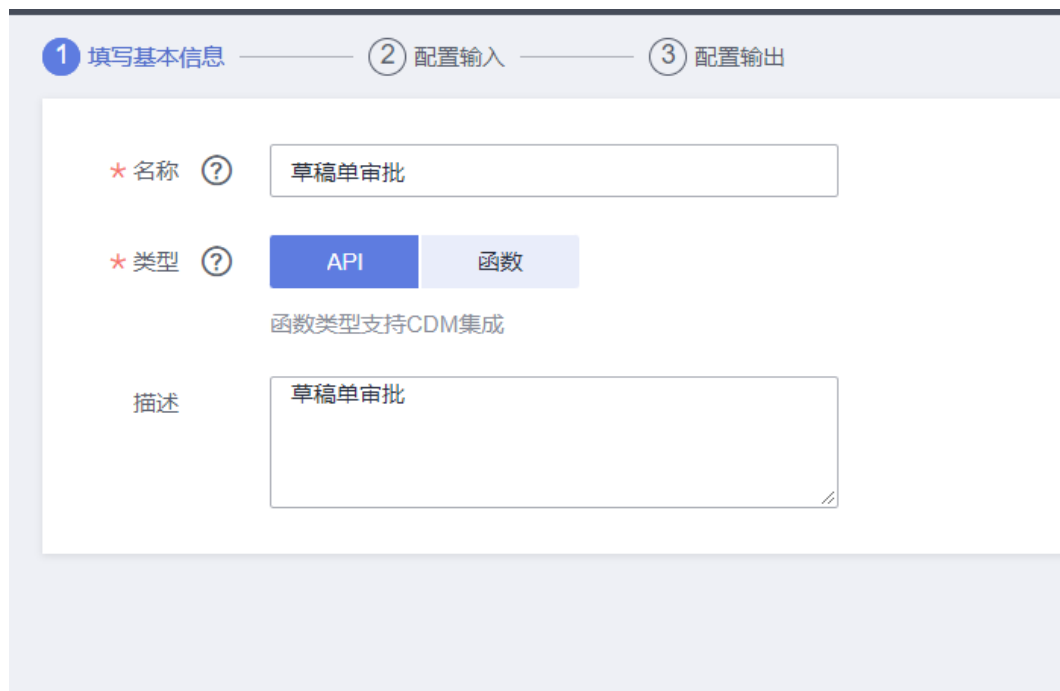 1 填写基本信息 2 配置输入 3 配置输出
* 名称 ? 草稿单审批
* 类型 ? API 函数
函数类型支持CDM集成
描述 草稿单审批